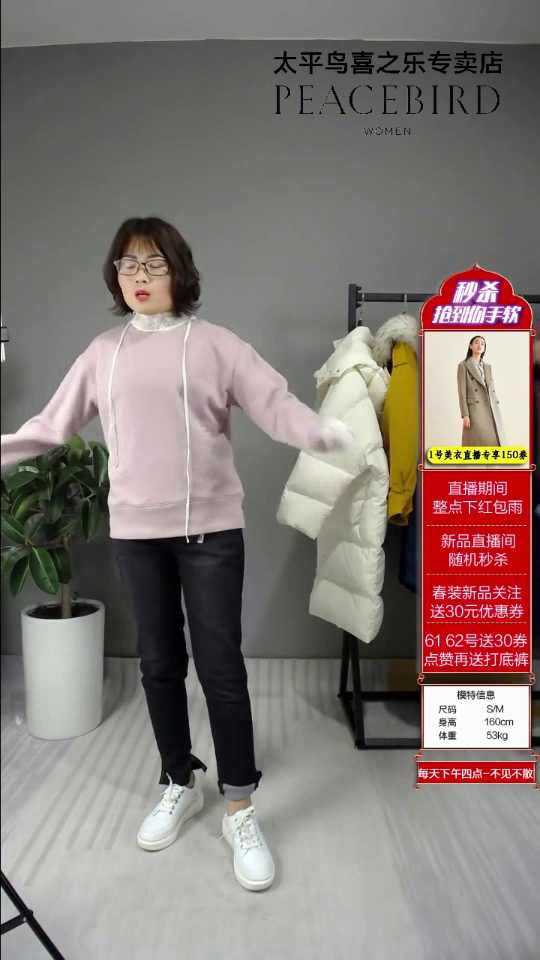 太平鸟喜之乐专卖店
PEACEBIRD
WOMEN
秒杀
抢到你手软
1号美衣直播专享150券
直播期间
整点下红包雨
新品直播间
随机秒杀
春装新品关注
送30元优惠券
61 62号送30券
点赞再送打底裤
模特信息
尺码 S/M
身高 160cm
体重 53kg
每天下午四点-不见不散